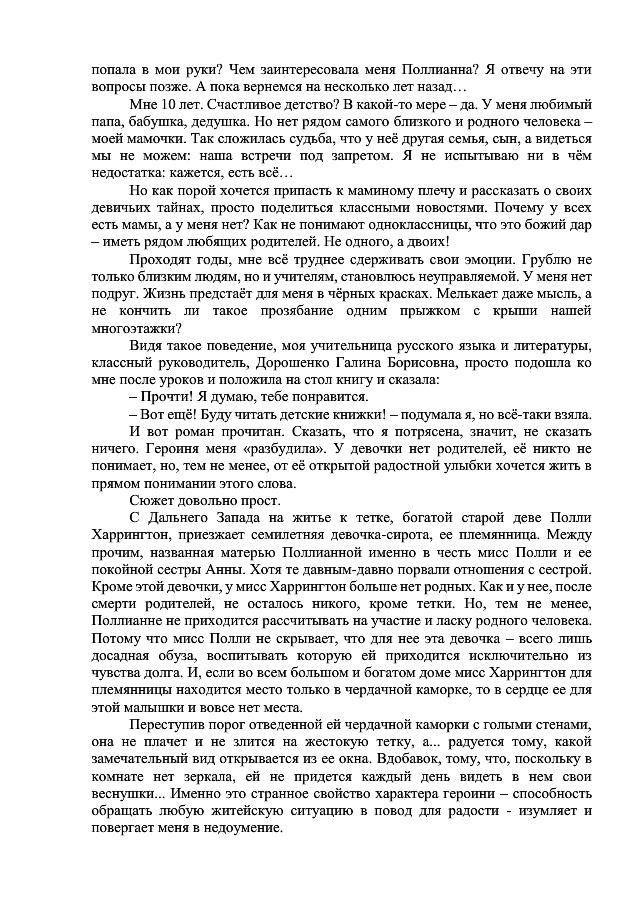 попала в мои руки? Чем заинтересовала меня Поллианна? Я отвечу на эти
вопросы позже. А пока вернемся на несколько лет назад…
Мне 10 лет. Счастливое детство? В какой-то мере – да. У меня любимый
папа, бабушка, дедушка. Но нет рядом самого близкого и родного человека –
моей мамочки. Так сложилась судьба, что у неё другая семья, сын, а видеться
мы не можем: наша встречи под запретом. Я не испытываю ни в чём
недостатка: кажется, есть всё…
Но как порой хочется припасть к маминому плечу и рассказать о своих
девичьих тайнах, просто поделиться классными новостями. Почему у всех
есть мамы, а у меня нет? Как не понимают одноклассницы, что это божий дар
– иметь рядом любящих родителей. Не одного, а двоих!
Проходят годы, мне всё труднее сдерживать свои эмоции. Грублю не
только близким людям, но и учителям, становлюсь неуправляемой. У меня нет
подруг. Жизнь предстаёт для меня в чёрных красках. Мелькает даже мысль, а
не кончить ли такое прозябание одним прыжком с крыши нашей
многоэтажки?
Видя такое поведение, моя учительница русского языка и литературы,
классный руководитель, Дорошенко Галина Борисовна, просто подошла ко
мне после уроков и положила на стол книгу и сказала:
– Прочти! Я думаю, тебе понравится.
– Вот ещё! Буду читать детские книжки! – подумала я, но всё-таки взяла.
И вот роман прочитан. Сказать, что я потрясена, значит, не сказать
ничего. Героиня меня «разбудила». У девочки нет родителей, её никто не
понимает, но, тем не менее, от её открытой радостной улыбки хочется жить в
прямом понимании этого слова.
Сюжет довольно прост.
С Дальнего Запада на житье к тетке, богатой старой деве Полли
Харрингтон, приезжает семилетняя девочка-сирота, ее племянница. Между
прочим, названная матерью Поллианной именно в честь мисс Полли и ее
покойной сестры Анны. Хотя те давным-давно порвали отношения с сестрой.
Кроме этой девочки, у мисс Харрингтон больше нет родных. Как и у нее, после
смерти родителей, не осталось никого, кроме тетки. Но, тем не менее,
Поллианне не приходится рассчитывать на участие и ласку родного человека.
Потому что мисс Полли не скрывает, что для нее эта девочка – всего лишь
досадная обуза, воспитывать которую ей приходится исключительно из
чувства долга. И, если во всем большом и богатом доме мисс Харрингтон для
племянницы находится место только в чердачной каморке, то в сердце ее для
этой малышки и вовсе нет места.
Переступив порог отведенной ей чердачной каморки с голыми стенами,
она не плачет и не злится на жестокую тетку, а... радуется тому, какой
замечательный вид открывается из ее окна. Вдобавок, тому, что, поскольку в
комнате нет зеркала, ей не придется каждый день видеть в нем свои
веснушки... Именно это странное свойство характера героини – способность
обращать любую житейскую ситуацию в повод для радости - изумляет и
повергает меня в недоумение.